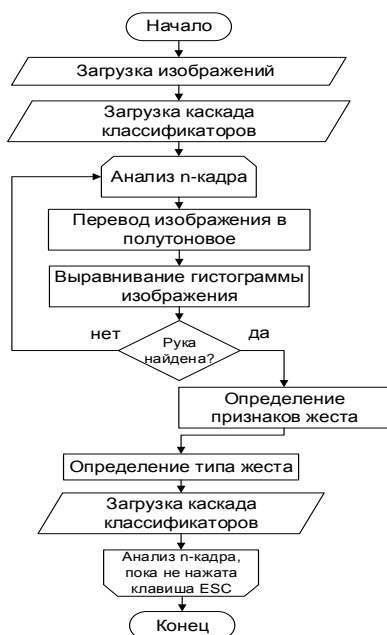 Начало
Загрузка изображений
Загрузка каскада
классификаторов
Анализ n-кадра
Перевод изображения в
полутоновое
Выравнивание гистограммы
изображения
нет
Рука
найдена?
да
Определение
признаков жеста
Определение типа жеста
Загрузка каскада
классификаторов
Анализ n-кадра,
пока не нажата
клавиша ESC
Конец